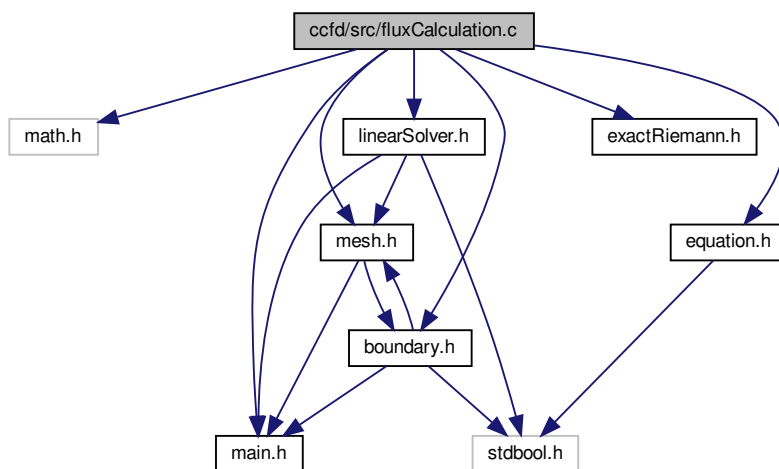 ccfd/src/fluxCalculation.c
math.h
linearSolver.h
exactRiemann.h
mesh.h
equation.h
boundary.h
main.h
stdbool.h